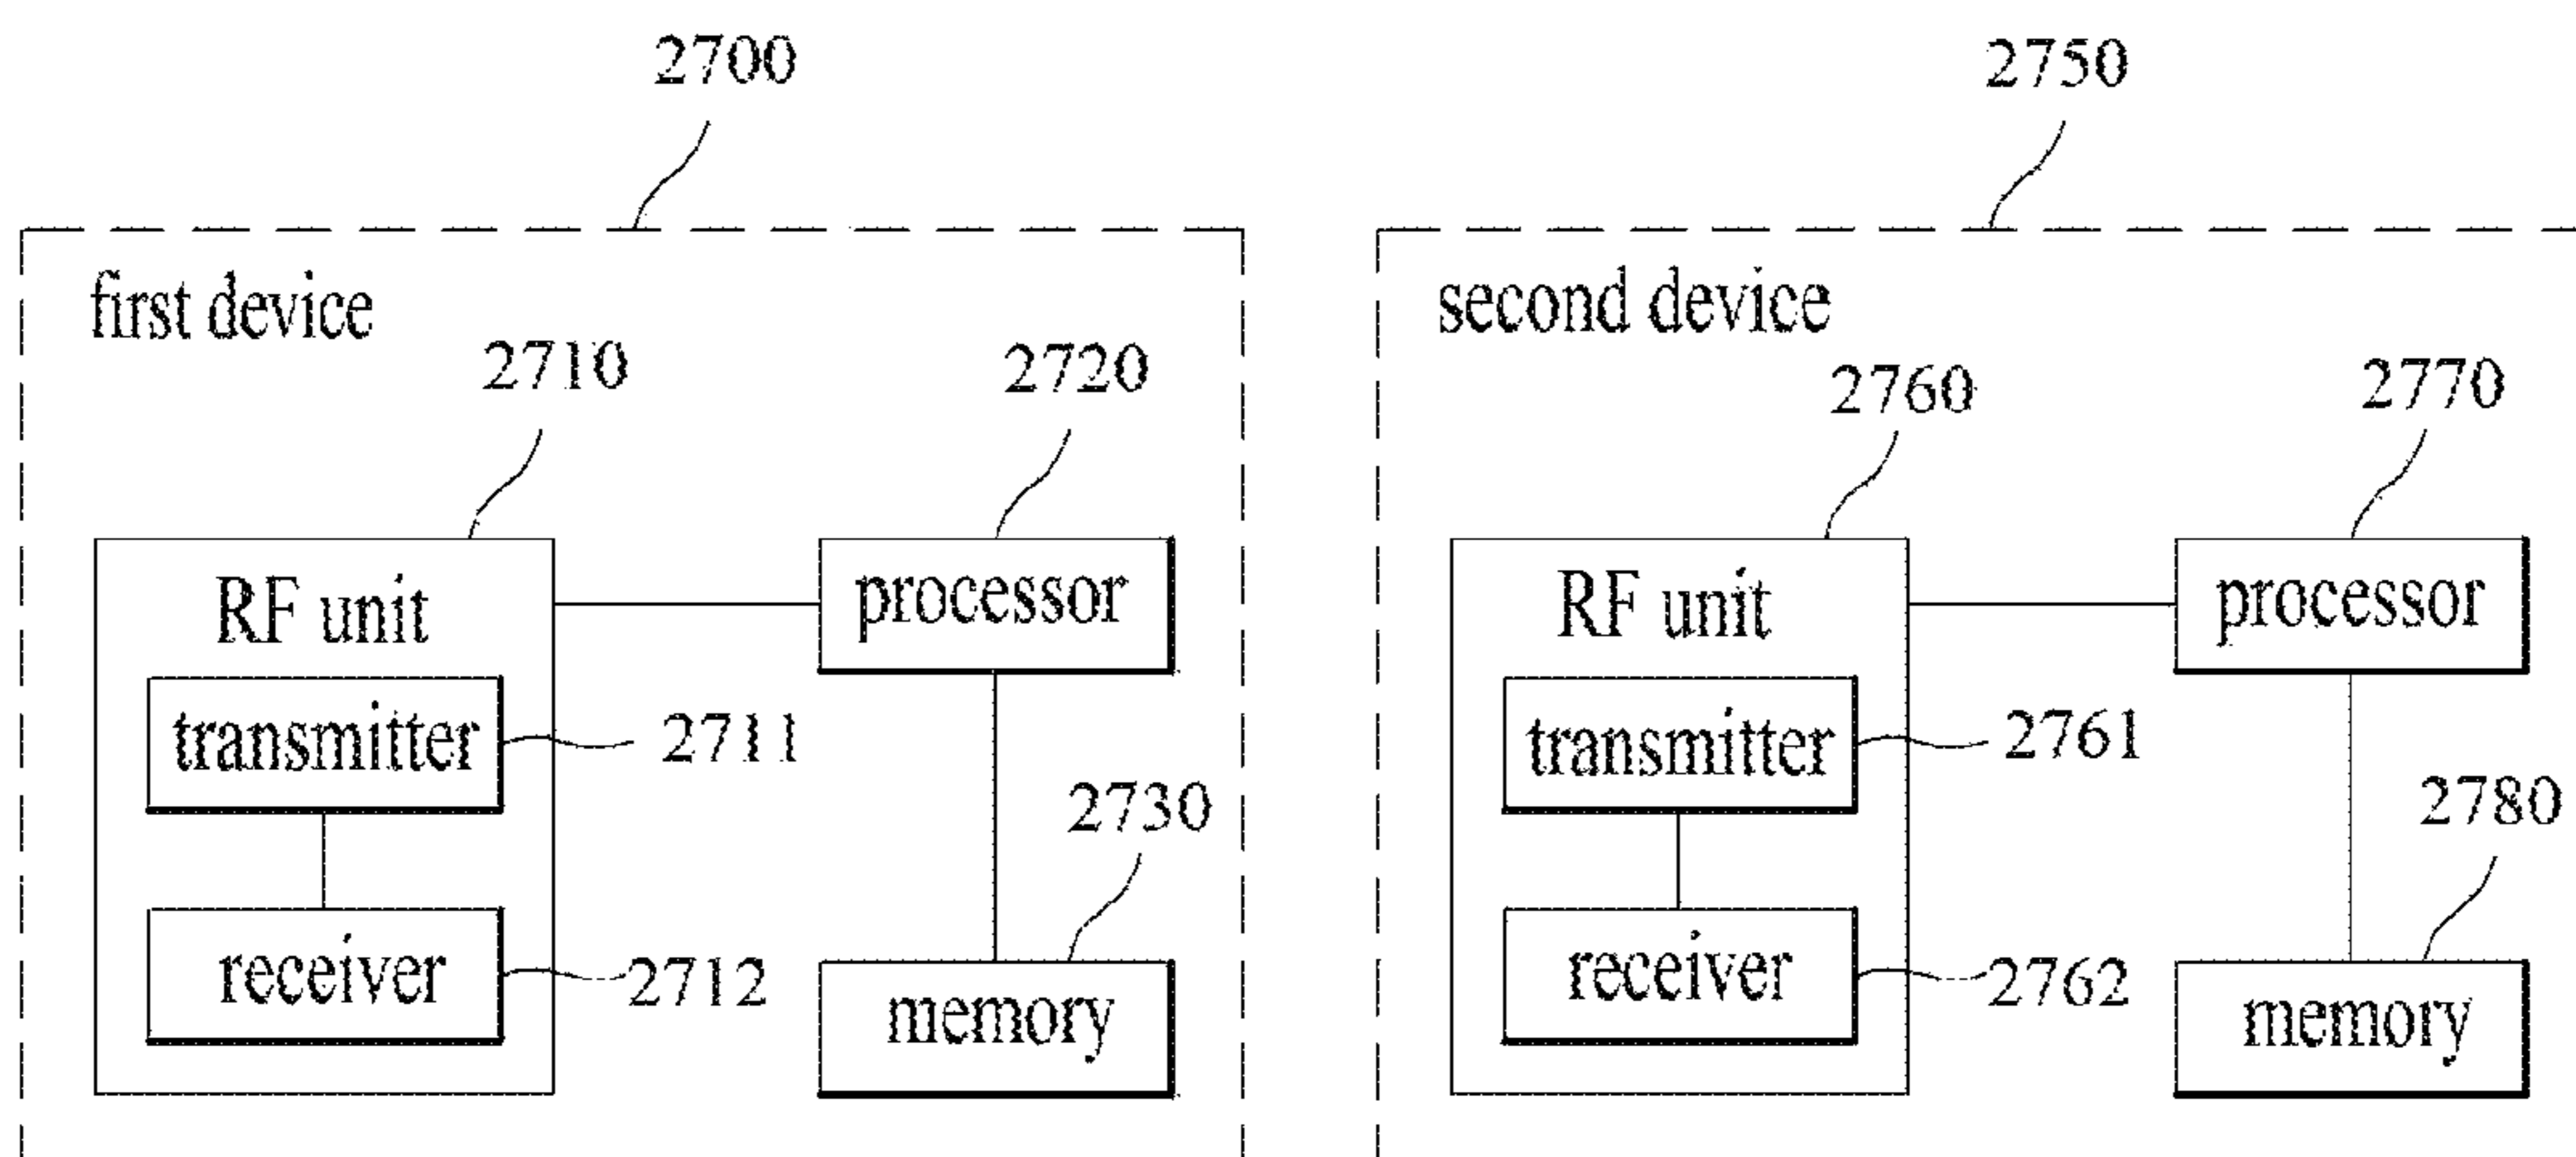 2700
2750
first device
second device
2710
2720
2760
2770
RF unit
processor
RF unit
processor
transmitter
2711
transmitter
2761
2730
2780
receiver
2712
memory
receiver
2762
memory